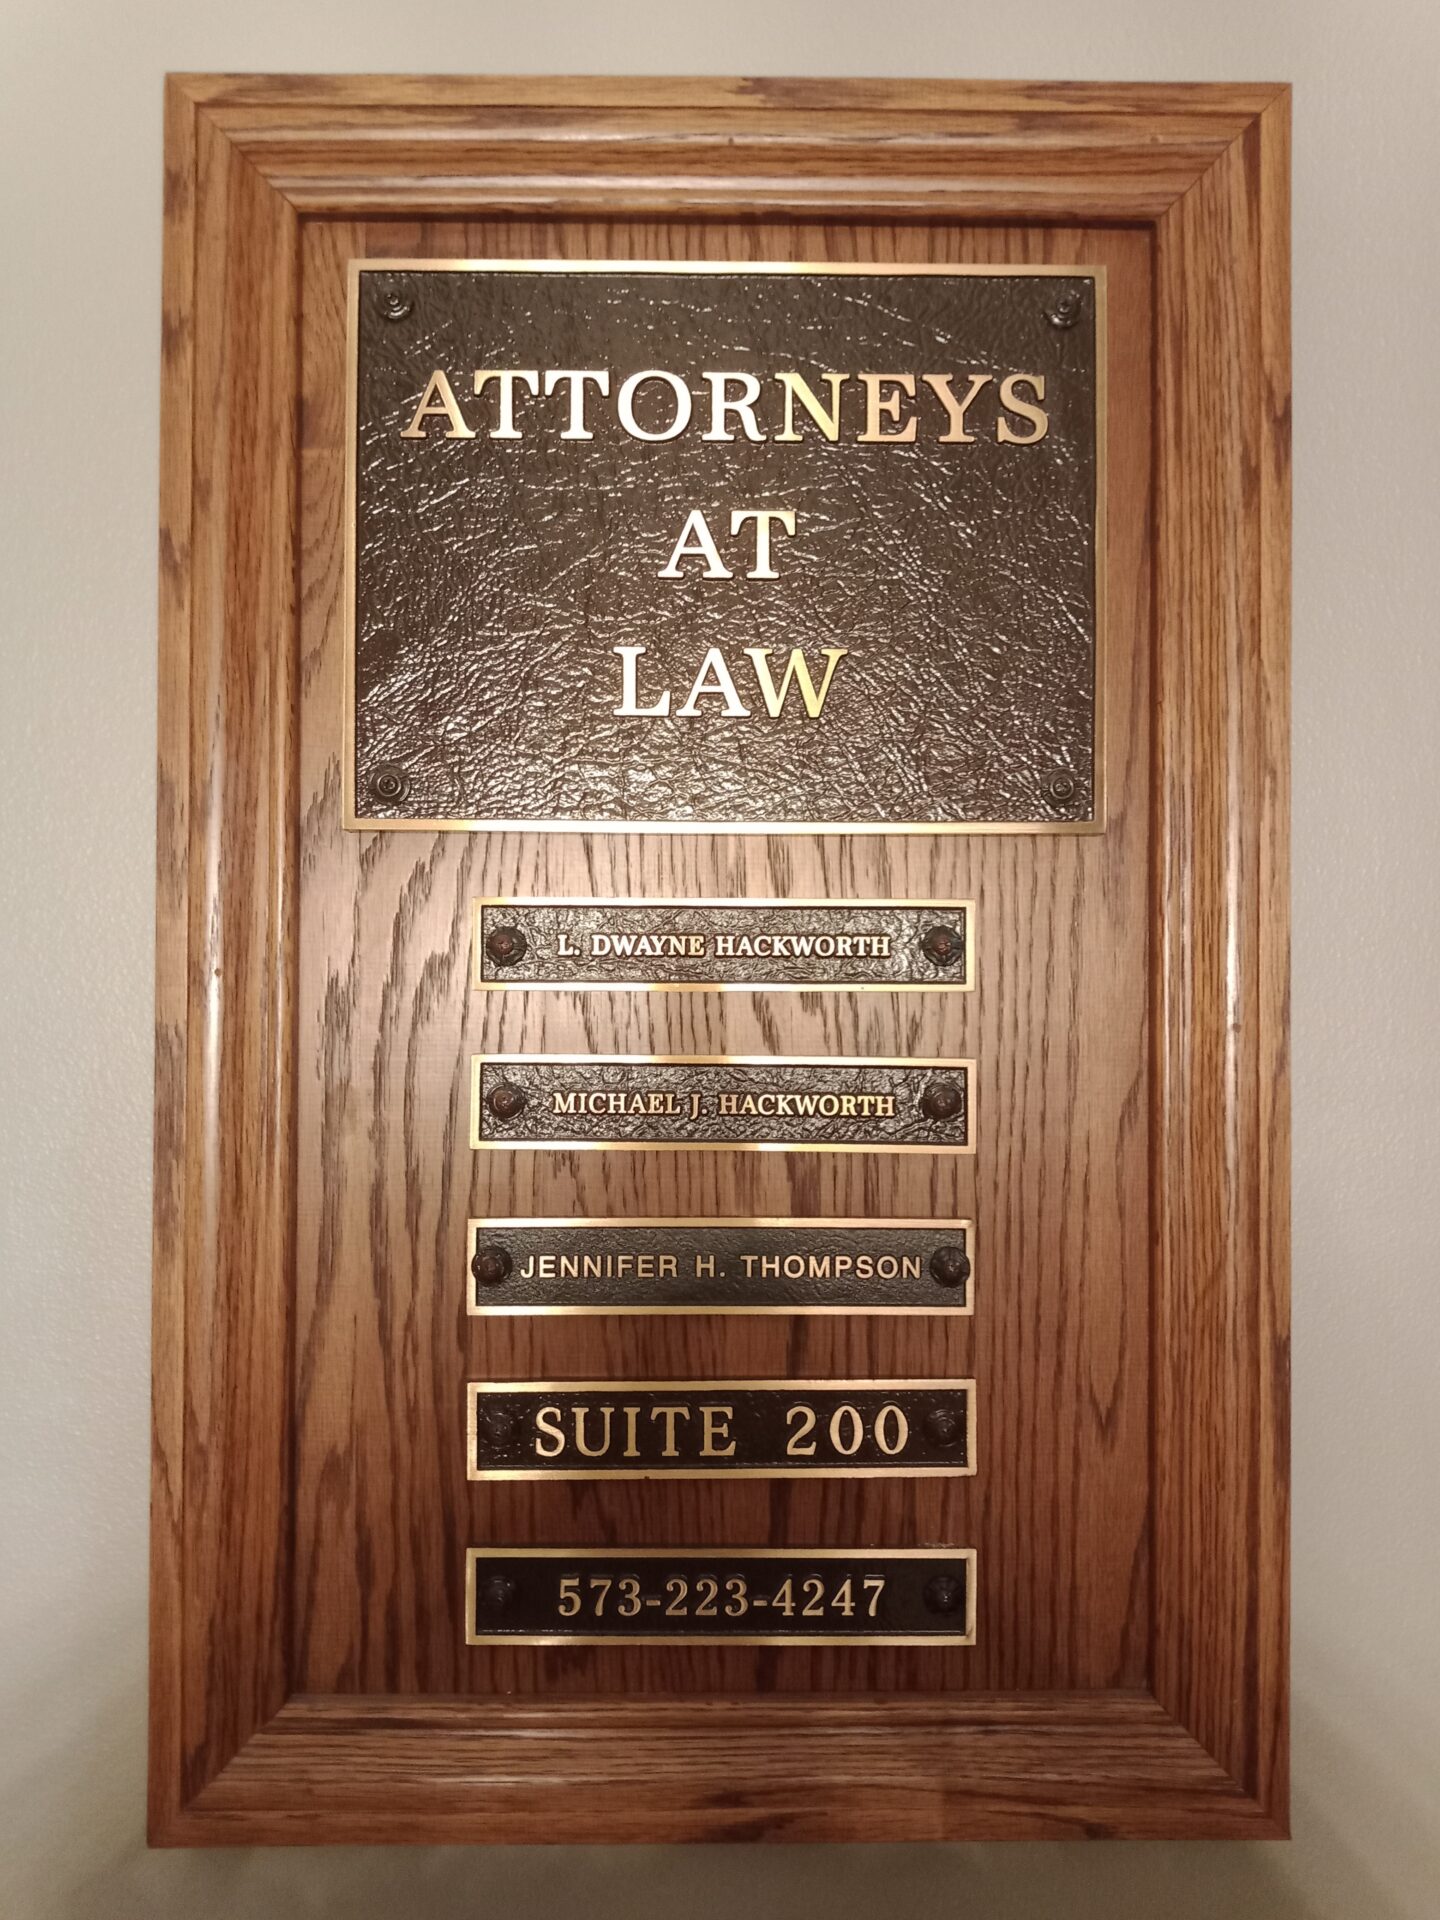 ATTORNEYS
AT
LAW
L. DWAYNE HACKWORTH
MICHAEL J. HACKWORTH
JENNIFER H. THOMPSON
SUITE 200
573-223-4247